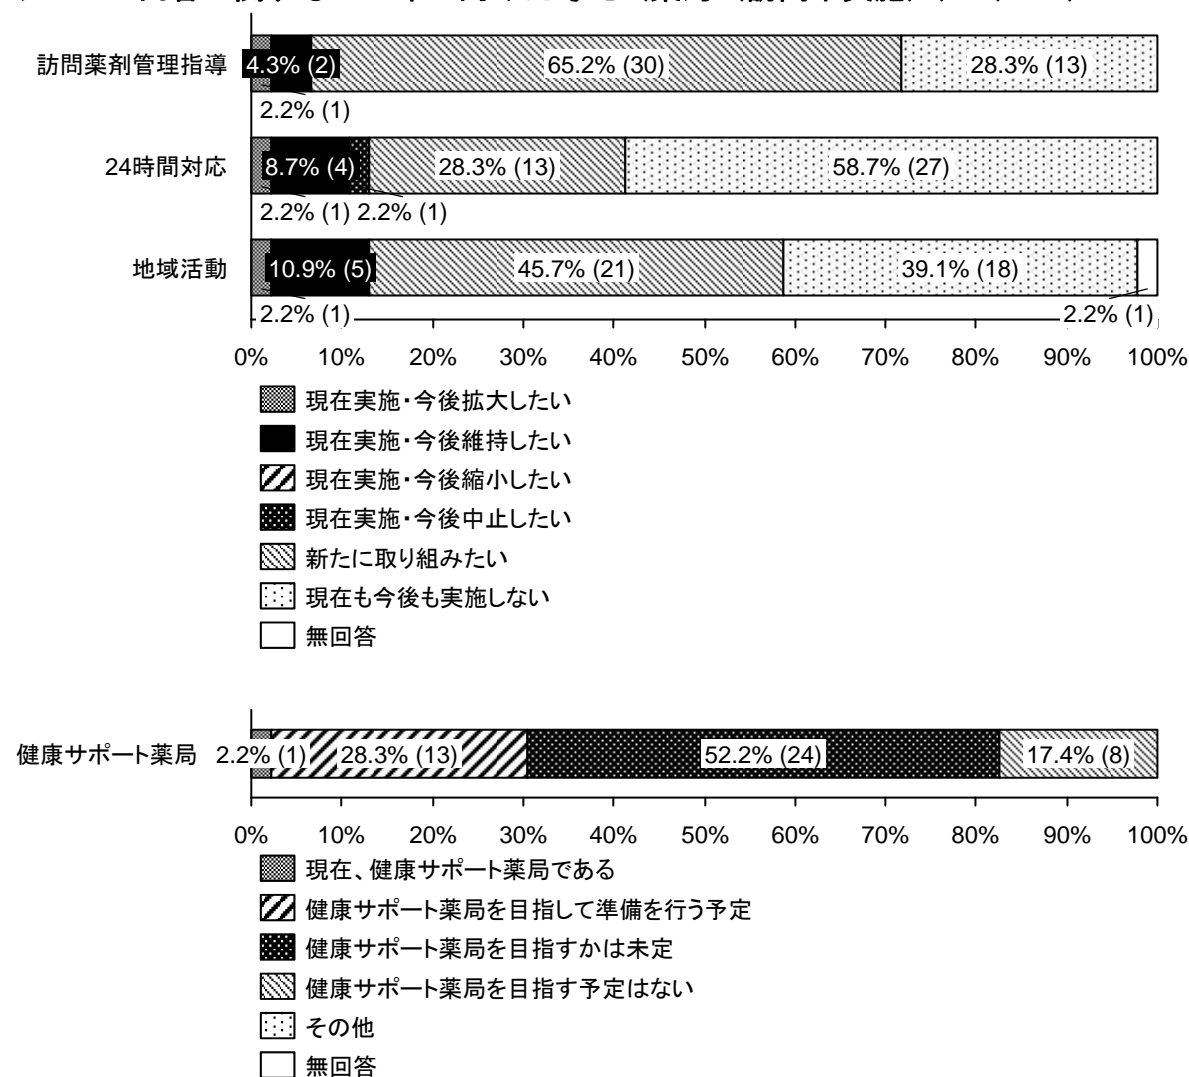 訪問薬剤管理指導 4.3% (2) 65.2% (30) 28.3% (13)
2.2% (1)
24時間対応 8.7% (4) 28.3% (13) 58.7% (27)
2.2% (1) 2.2% (1)
地域活動 10.9% (5) 45.7% (21) 39.1% (18)
2.2% (1) 2.2% (1)
0% 10% 20% 30% 40% 50% 60% 70% 80% 90% 100%
現在実施・今後拡大したい
現在実施・今後維持したい
現在実施・今後縮小したい
現在実施・今後中止したい
新たに取り組みたい
現在も今後も実施しない
無回答
健康サポート薬局 2.2% (1) 28.3% (13) 52.2% (24) 17.4% (8)
0% 10% 20% 30% 40% 50% 60% 70% 80% 90% 100%
現在、健康サポート薬局である
健康サポート薬局を目指して準備を行う予定
健康サポート薬局を目指すかは未定
健康サポート薬局を目指す予定はない
その他
無回答